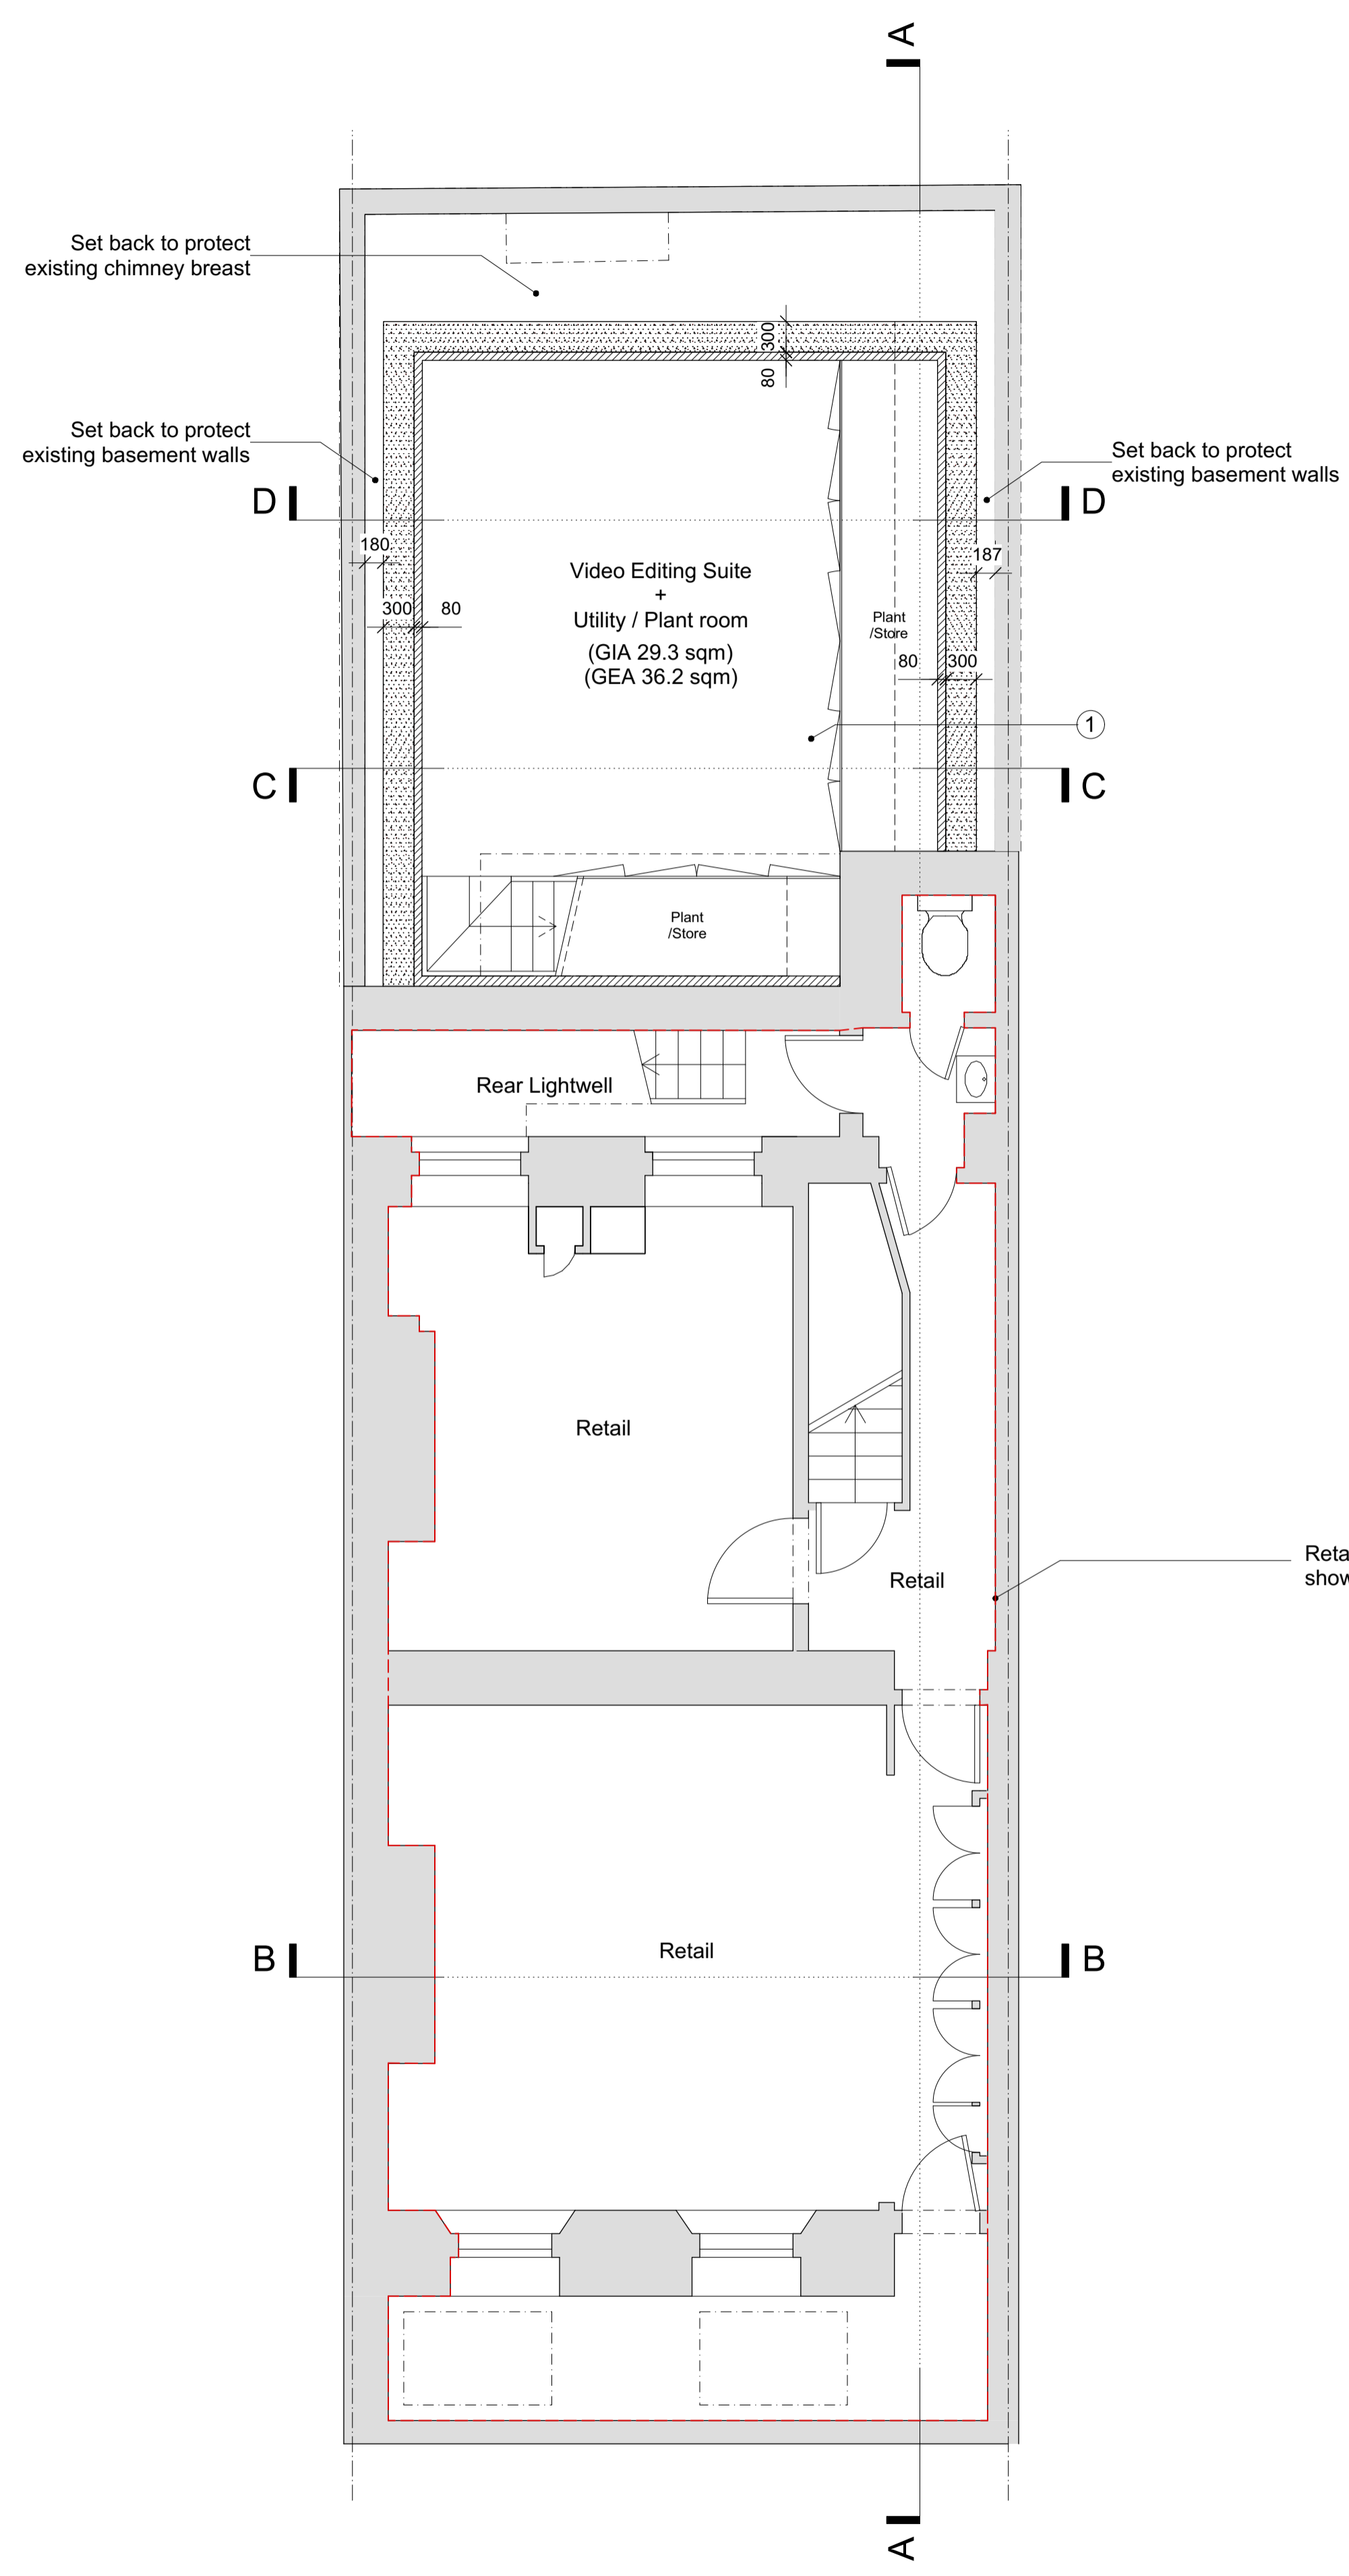 A
Set back to protect
existing chimney breast
300
80
Set back to protect
existing basement walls
Set back to protect
existing basement walls
D
D
180
187
Video Editing Suite
+
Utility / Plant room
(GIA 29.3 sqm)
(GEA 36.2 sqm)
300
80
Plant
/Store
80
300
1
C
C
Plant
/Store
Rear Lightwell
Retail
Retail
Reta
show
Retail
B
B
A